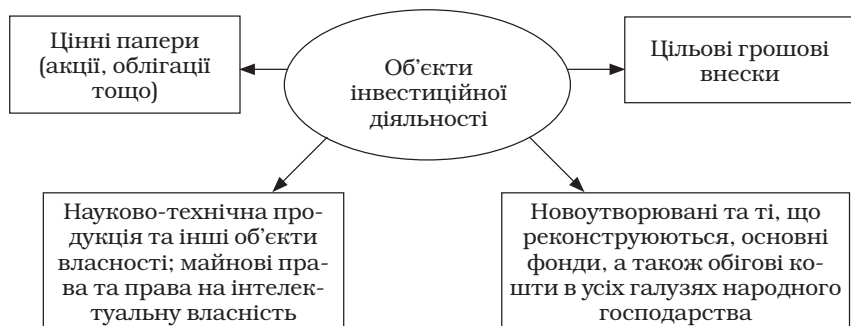 Цінні папери
(акції, облігації
тощо)
Об’єкти
інвестиційної
діяльності
Цільові грошові
внески
Науково-технічна про-
дукція та інші об’єкти
власності; майнові пра-
ва та права на інтелек-
туальну власність
Новоутворювані та ті, що
реконструюються, основні
фонди, а також обігові ко-
шти в усіх галузях народного
господарства